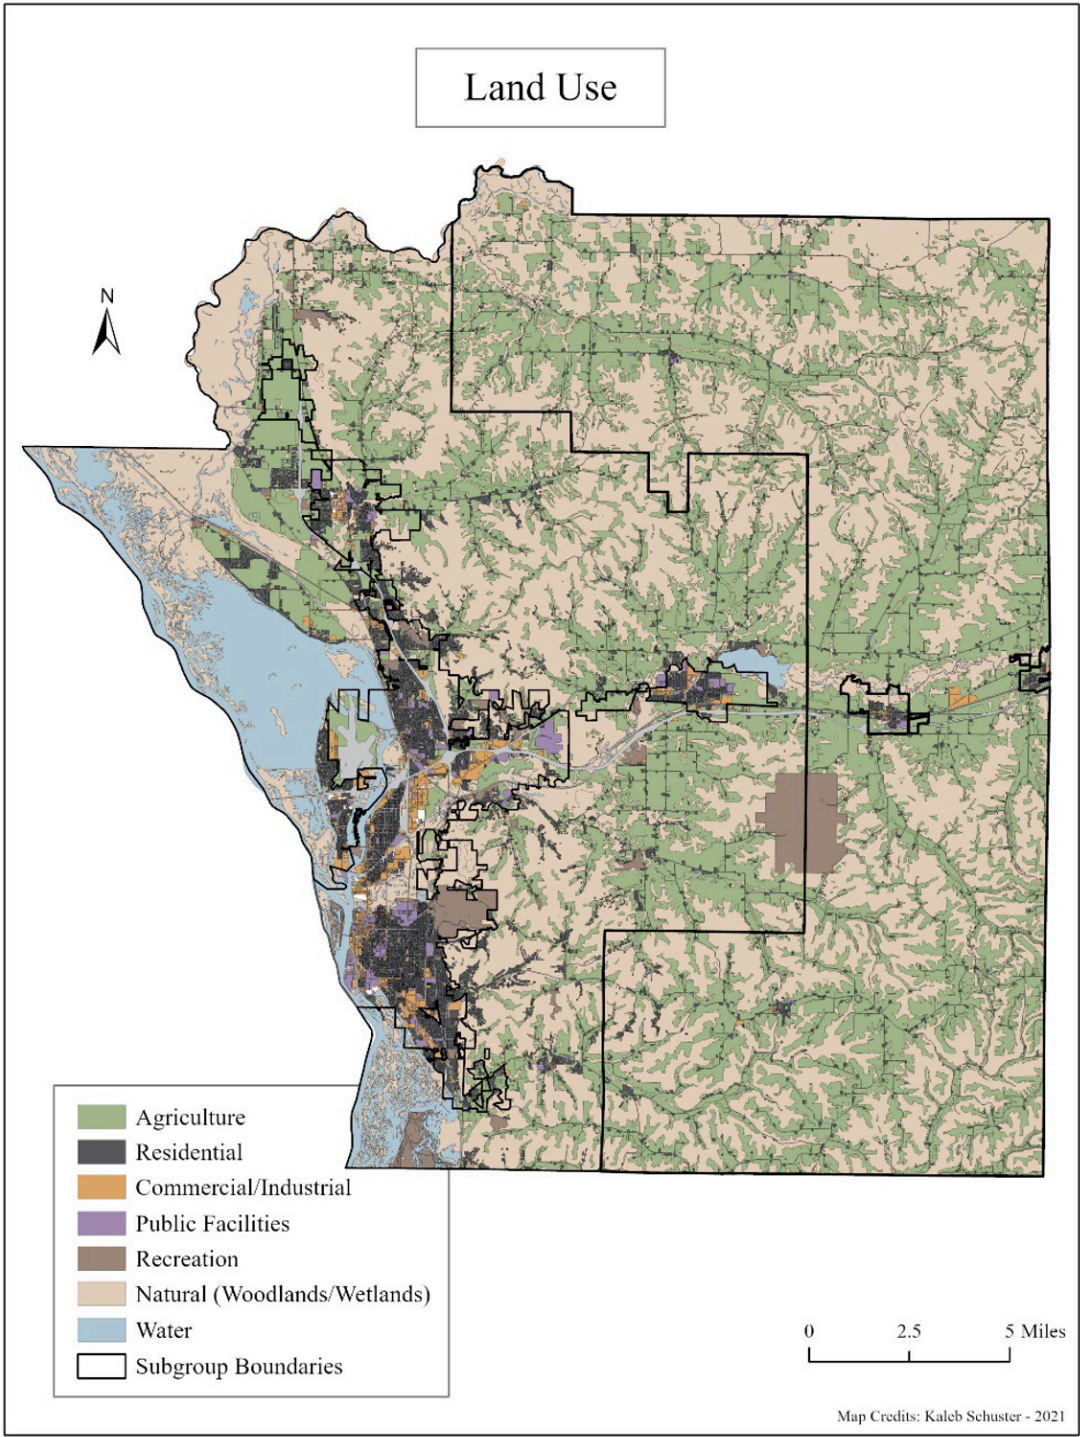 Land Use
N
Agriculture
Residential
Commercial/Industrial
Public Facilities
Recreation
Natural (Woodlands/Wetlands)
Water
Subgroup Boundaries
0 2.5 5 Miles
Map Credits: Kaleb Schuster - 2021